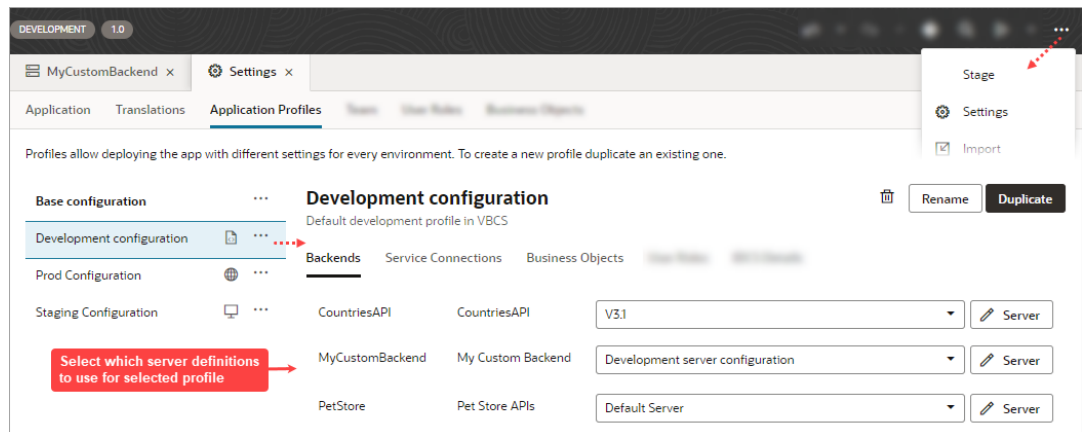 DEVELOPMENT 1.0
MyCustomBackend × Settings ×
Stage
Settings
Import
Application Translations Application Profiles
Profiles allow deploying the app with different settings for every environment. To create a new profile duplicate an existing one.
Base configuration
Development configuration
Prod Configuration
Staging Configuration
Select which server definitions
to use for selected profile
Development configuration
Default development profile in VBCS
Rename Duplicate
Backends Service Connections Business Objects
CountriesAPI CountriesAPI V3.1 Server
MyCustomBackend My Custom Backend Development server configuration Server
PetStore Pet Store APIs Default Server Server